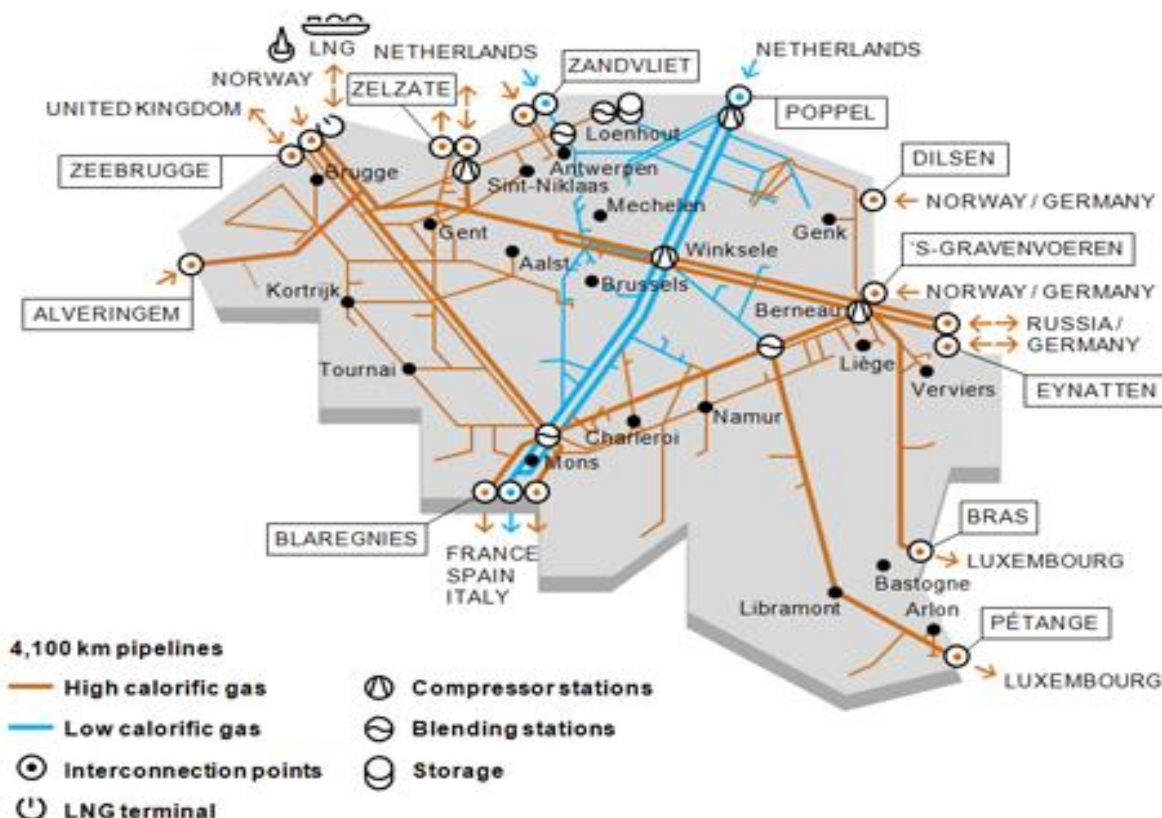 LNG
NETHERLANDS
ZANDVLIET
NETHERLANDS
NORWAY
ZELZATE
POPPEL
UNITED KINGDOM
Loenhout
ZEEBRUGGE
Brugge
Antwerpen
DILSEN
Sint-Niklaas
NORWAY / GERMANY
Mechelen
Gent
Genk
Winksele
'S-GRAVENVOEREN
Aalst
Brussels
ALVERINGEM
Kortrijk
Berneau
NORWAY / GERMANY
RUSSIA /
GERMANY
Tournai
Liège
Verviers
EYNATTEN
Namur
Charleroi
Mons
BLAREGNIES
BRAS
FRANCE
SPAIN
ITALY
LUXEMBOURG
Bastogne
Libramont
Arlon
PÉTANGE
LUXEMBOURG
4,100 km pipelines
High calorific gas
Low calorific gas
Interconnection points
LNG terminal
Compressor stations
Blending stations
Storage